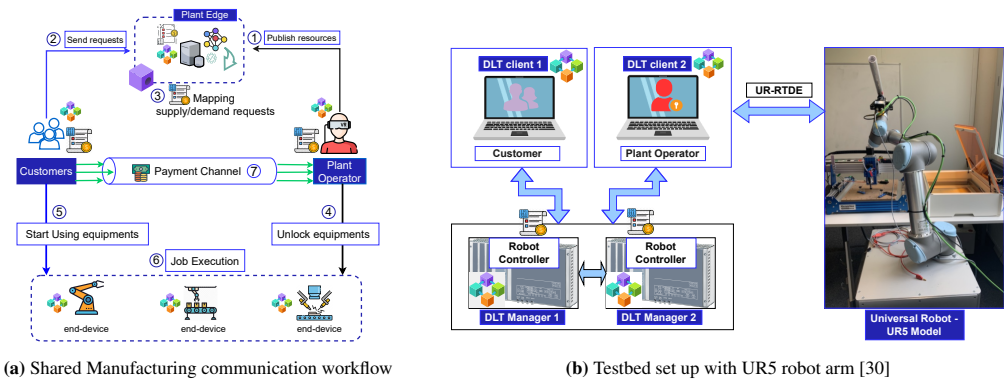 Plant Edge
② Send requests
① Publish resources
③ Mapping
supply/demand requests
VR
Customers
Payment Channel ⑦
Plant
Operator
⑤
Start Using equipments
④
Unlock equipments
⑥ Job Execution
end-device
end-device
end-device
(a) Shared Manufacturing communication workflow
DLT client 1
Customer
DLT client 2
Plant Operator
UR-RTDE
Robot
Controller
DLT Manager 1
Robot
Controller
DLT Manager 2
Universal Robot -
UR5 Model
(b) Testbed set up with UR5 robot arm [30]